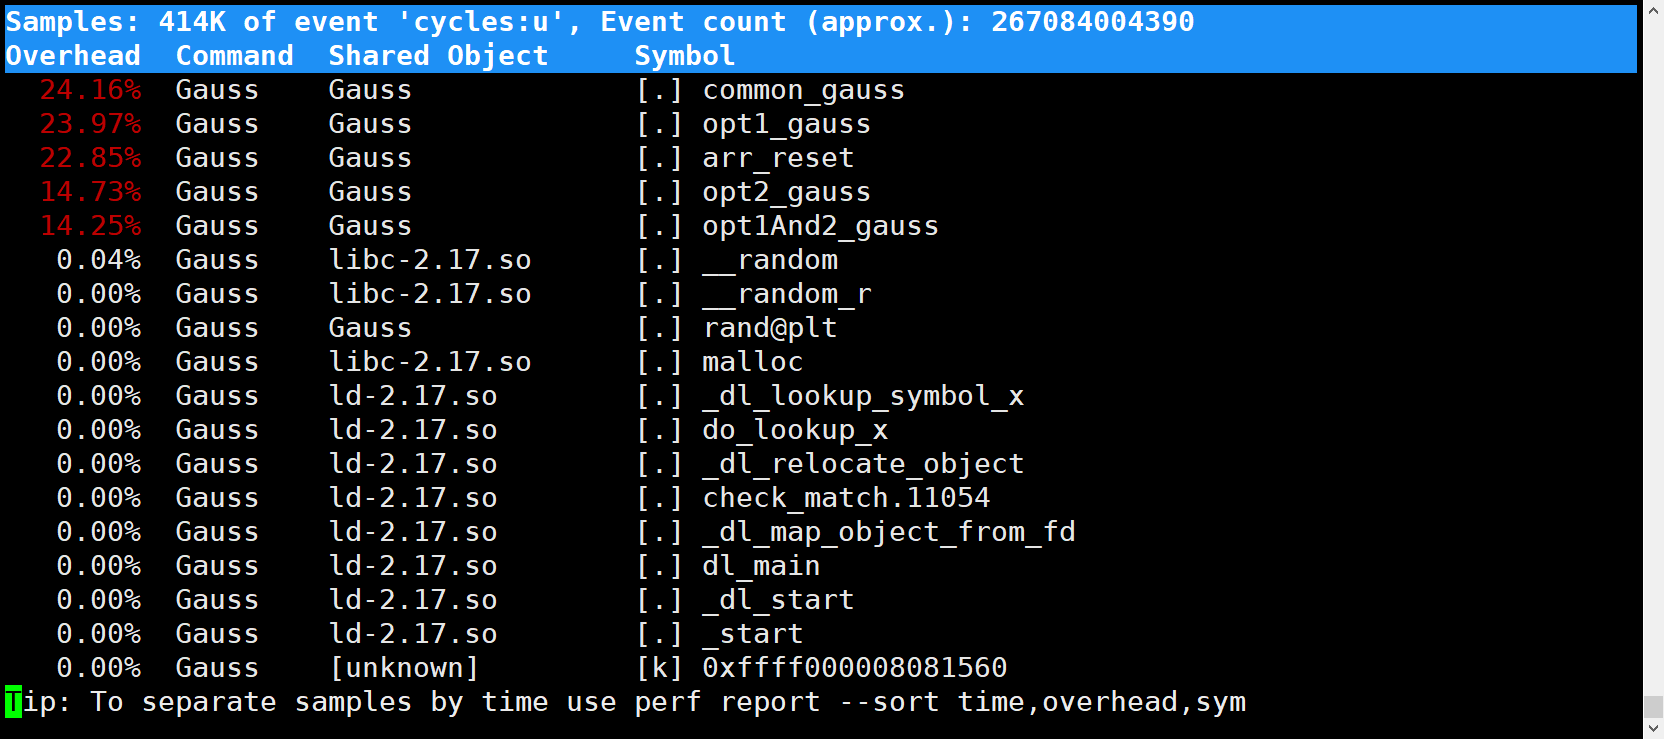 Samples: 414K of event 'cycles:u', Event count (approx.): 267084004390
Overhead  Command  Shared Object     Symbol
  24.16%  Gauss    Gauss             [.] common_gauss
  23.97%  Gauss    Gauss             [.] opt1_gauss
  22.85%  Gauss    Gauss             [.] arr_reset
  14.73%  Gauss    Gauss             [.] opt2_gauss
  14.25%  Gauss    Gauss             [.] opt1And2_gauss
   0.04%  Gauss    libc-2.17.so      [.] __random
   0.00%  Gauss    libc-2.17.so      [.] __random_r
   0.00%  Gauss    Gauss             [.] rand@plt
   0.00%  Gauss    libc-2.17.so      [.] malloc
   0.00%  Gauss    ld-2.17.so        [.] _dl_lookup_symbol_x
   0.00%  Gauss    ld-2.17.so        [.] do_lookup_x
   0.00%  Gauss    ld-2.17.so        [.] _dl_relocate_object
   0.00%  Gauss    ld-2.17.so        [.] check_match.11054
   0.00%  Gauss    ld-2.17.so        [.] _dl_map_object_from_fd
   0.00%  Gauss    ld-2.17.so        [.] dl_main
   0.00%  Gauss    ld-2.17.so        [.] _dl_start
   0.00%  Gauss    ld-2.17.so        [.] _start
   0.00%  Gauss    [unknown]         [k] 0xffff000008081560
Tip: To separate samples by time use perf report --sort time,overhead,sym